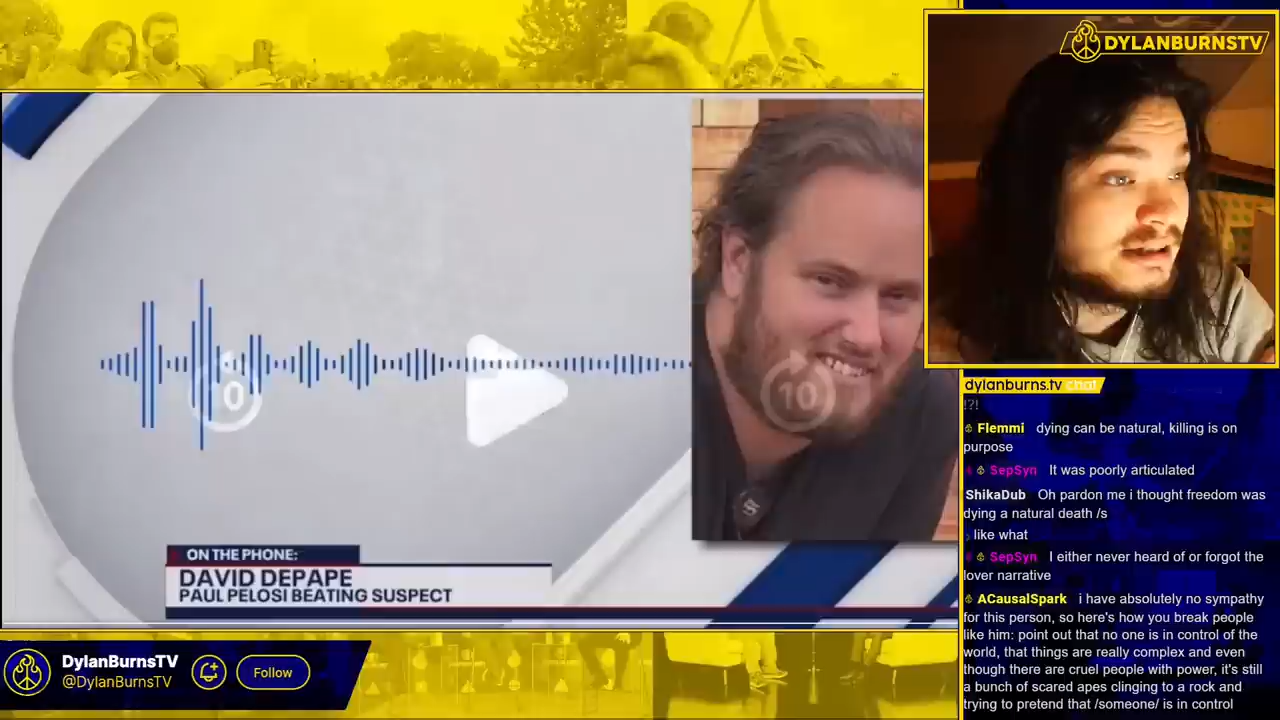 DYLANBURNSTV
10
ON THE PHONE:
DAVID DEPAPE
PAUL PELOSI BEATING SUSPECT
dylanburns.tv chat
!?!
Flemmi dying can be natural, killing is on
purpose
SepSyn It was poorly articulated
ShikaDub Oh pardon me i thought freedom was
dying a natural death /s
like what
SepSyn I either never heard of or forgot the
lover narrative
ACausalSpark i have absolutely no sympathy
for this person, so here's how you break people
like him: point out that no one is in control of the
world, that things are really complex and even
though there are cruel people with power, it's still
a bunch of scared apes clinging to a rock and
trying to pretend that /someone/ is in control
DylanBurnsTV
@DylanBurnsTV
Follow